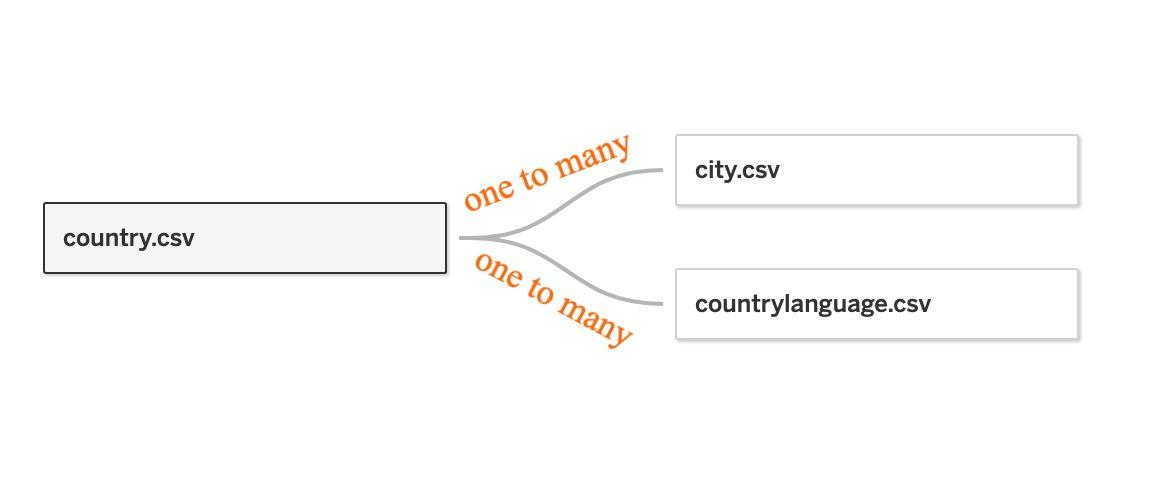 country.csv
one to many
city.csv
one to many
countrylanguage.csv